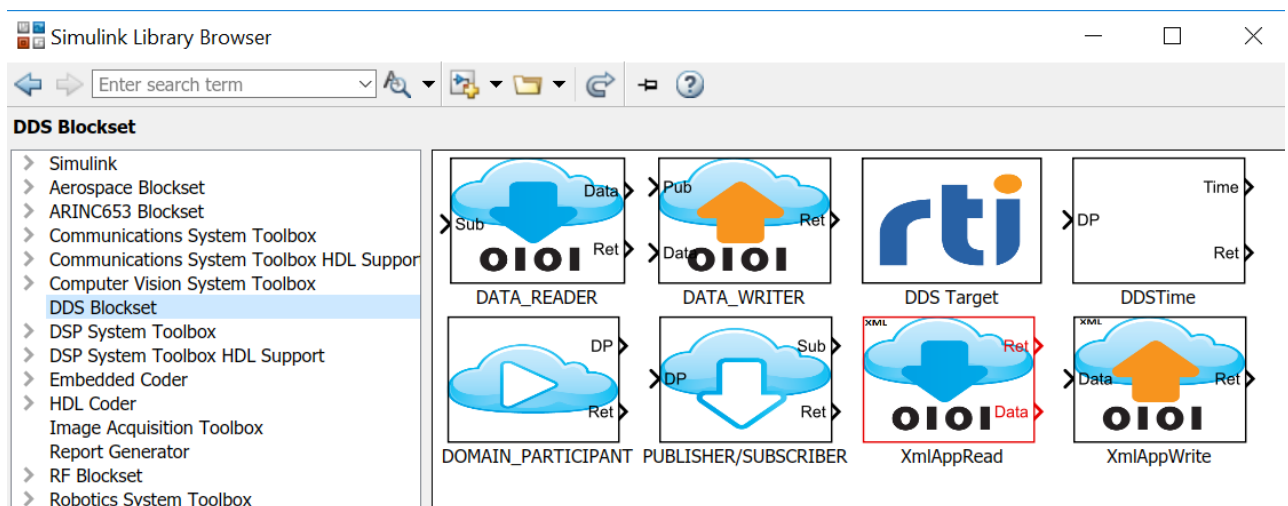 Simulink Library Browser
Enter search term
DDS Blockset
Simulink
Aerospace Blockset
ARINC653 Blockset
Communications System Toolbox
Communications System Toolbox HDL Suppor
Computer Vision System Toolbox
DDS Blockset
DSP System Toolbox
DSP System Toolbox HDL Support
Embedded Coder
HDL Coder
Image Acquisition Toolbox
Report Generator
RF Blockset
Robotics System Toolbox
Data
Sub
Ret
0101
DATA_READER
Pub
Ret
Data
0101
DATA_WRITER
rti
DDS Target
Time
DP
Ret
DDSTime
DP
Ret
DOMAIN_PARTICIPANT
Sub
DP
Ret
PUBLISHER/SUBSCRIBER
XML
Ret
Data
0101
XmlAppRead
XML
Data
Ret
0101
XmlAppWrite